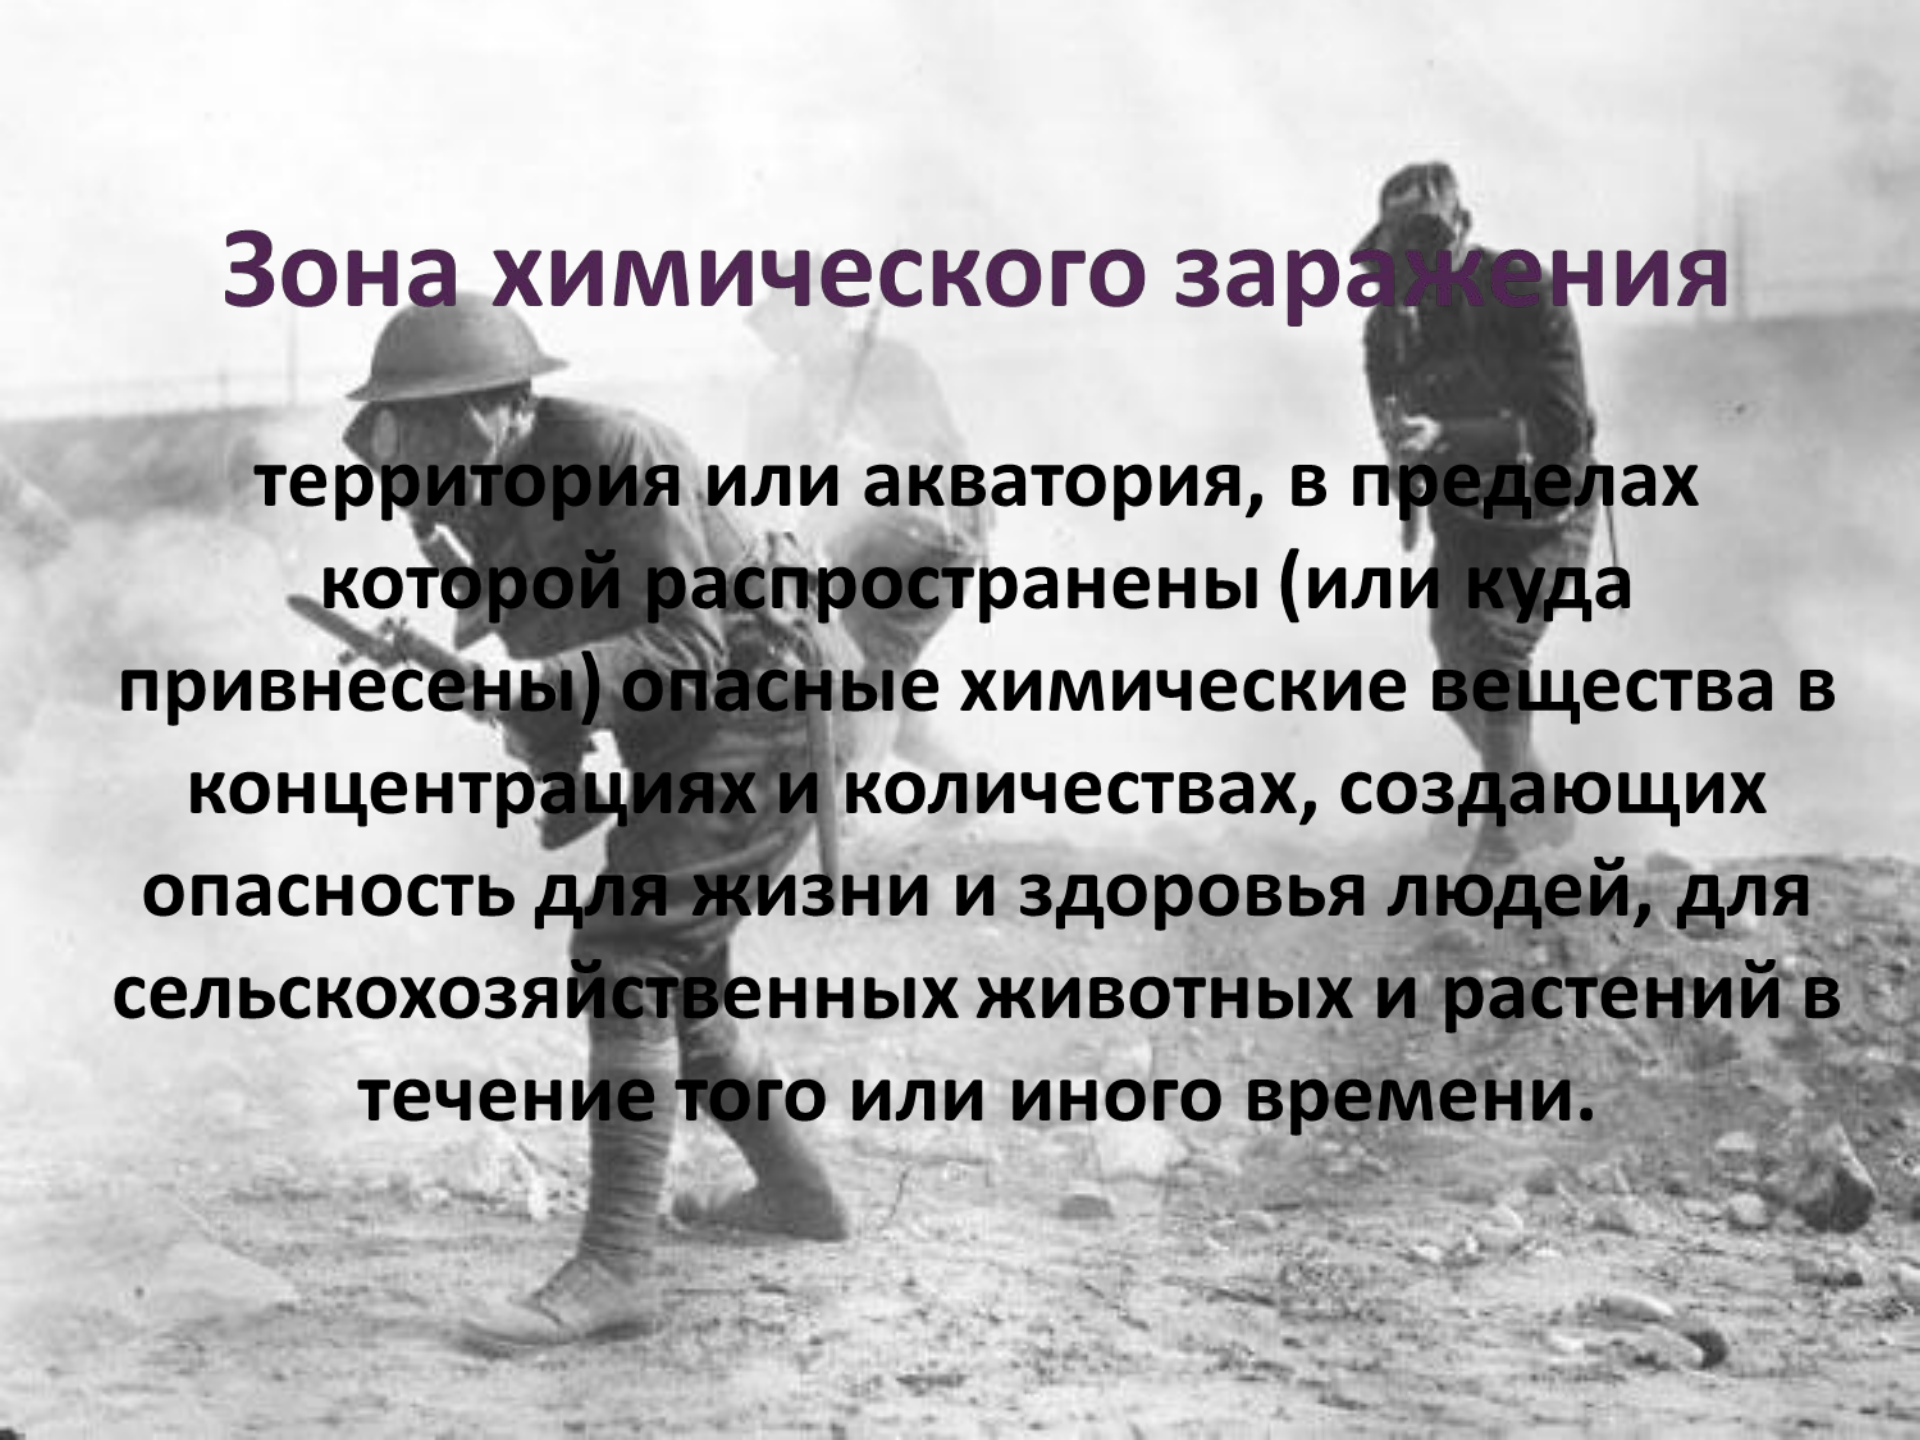 Зона химического заражения
территория или акватория, в пределах
которой распространены (или куда
привнесены) опасные химические вещества в
концентрациях и количествах, создающих
опасность для жизни и здоровья людей, для
сельскохозяйственных животных и растений в
течение того или иного времени.